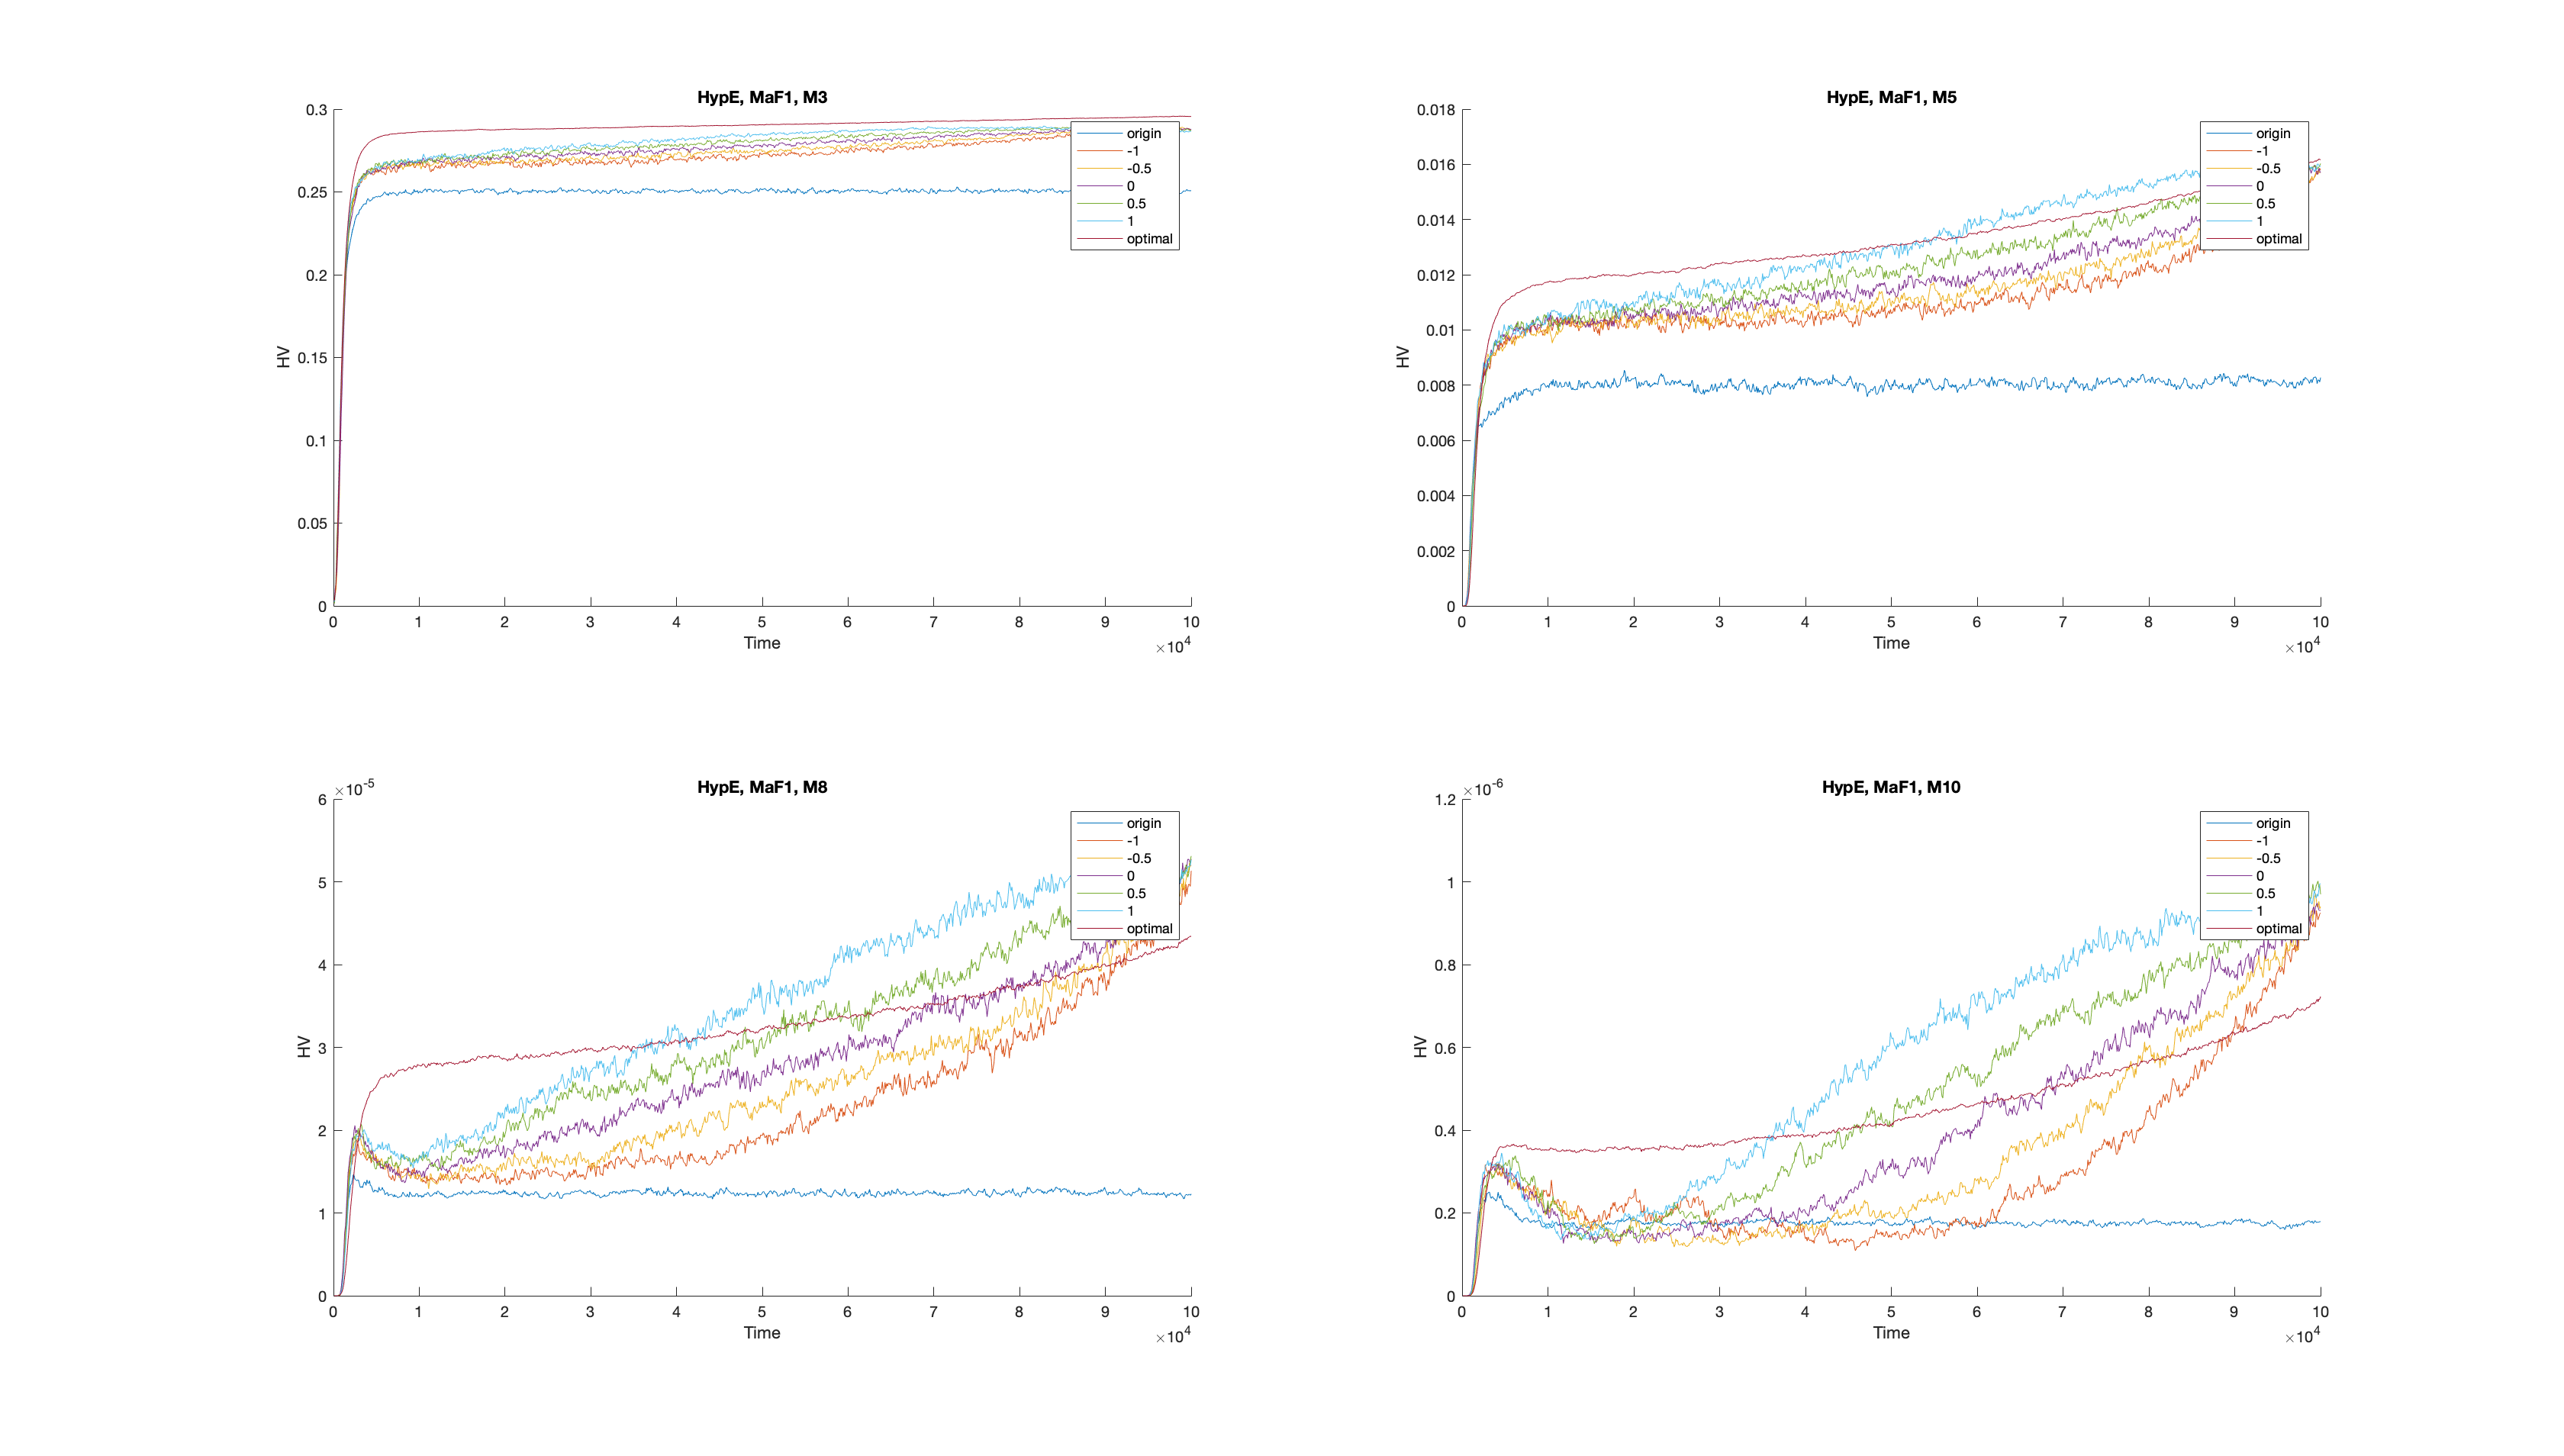 HypE, MaF1, M3
0.3
0.25
0.2
0.15
0.1
0.05
0
HV
0 1 2 3 4 5 6 7 8 9 10
Time
×10^4
origin
-1
-0.5
0
0.5
1
optimal
HypE, MaF1, M5
0.018
0.016
0.014
0.012
0.01
0.008
0.006
0.004
0.002
0
HV
0 1 2 3 4 5 6 7 8 9 10
Time
×10^4
origin
-1
-0.5
0
0.5
1
optimal
HypE, MaF1, M8
×10^-5
6
5
4
3
2
1
0
HV
0 1 2 3 4 5 6 7 8 9 10
Time
×10^4
origin
-1
-0.5
0
0.5
1
optimal
HypE, MaF1, M10
×10^-6
1.2
1
0.8
0.6
0.4
0.2
0
HV
0 1 2 3 4 5 6 7 8 9 10
Time
×10^4
origin
-1
-0.5
0
0.5
1
optimal